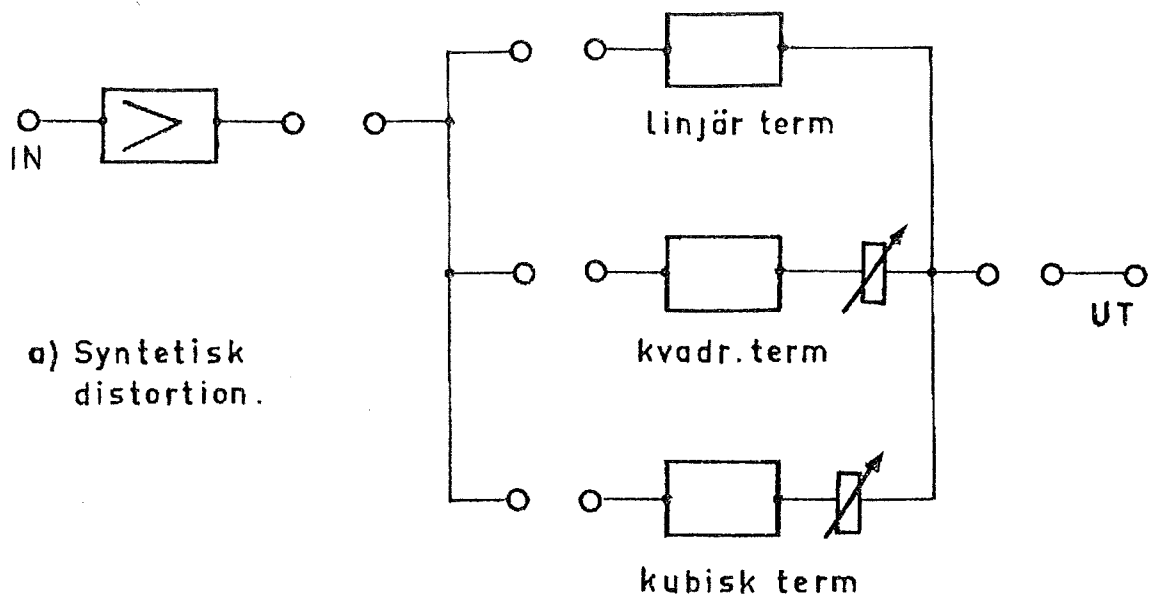 linjär term
IN
kvadr. term
UT
a) Syntetisk
distortion.
kubisk term